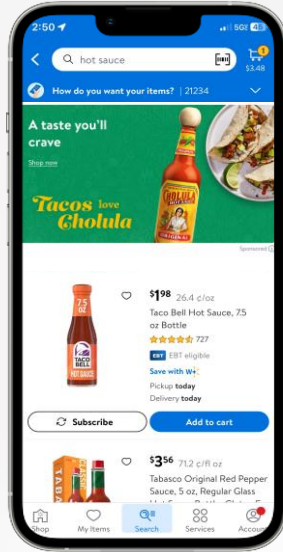 2:50
5G 48
hot sauce
1
$3.48
How do you want your items? | 21234
A taste you'll
crave
Shop now
Tacos love
Cholula
CHOLULA
Sponsored
$1.98 26.4 ¢/oz
Taco Bell Hot Sauce, 7.5
oz Bottle
7.5
OZ
TACO
BELL
HOT SAUCE
727
EBT EBT eligible
Save with W+
Pickup today
Delivery today
Subscribe
Add to cart
$3.56 71.2 ¢/fl oz
Tabasco Original Red Pepper
Sauce, 5 oz, Regular Glass
TABA
Shop
My Items
Search
Services
Account